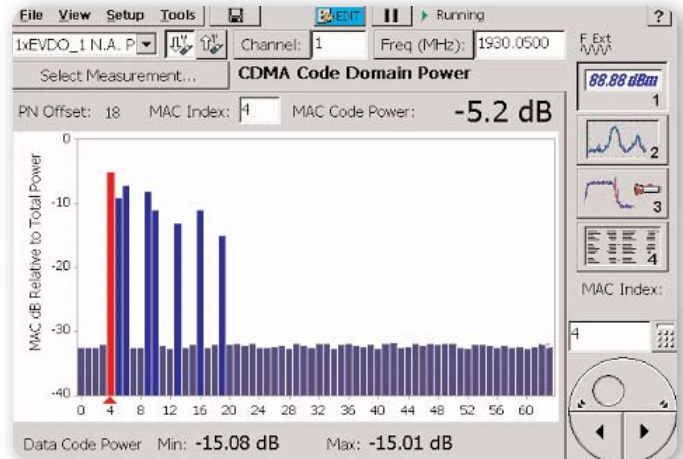 File View Setup Tools EDIT Running ?
1xEVDO_1 N.A. P Channel: 1 Freq (MHz): 1930.0500 F Ext
Select Measurement... CDMA Code Domain Power
88.88 dBm
1
PN Offset: 18 MAC Index: 4 MAC Code Power: -5.2 dB
2
3
4
MAC dB Relative to Total Power
0
-10
-20
-30
-40
0 4 8 12 16 20 24 28 32 36 40 44 48 52 56 60
MAC Index:
4
Data Code Power Min: -15.08 dB Max: -15.01 dB